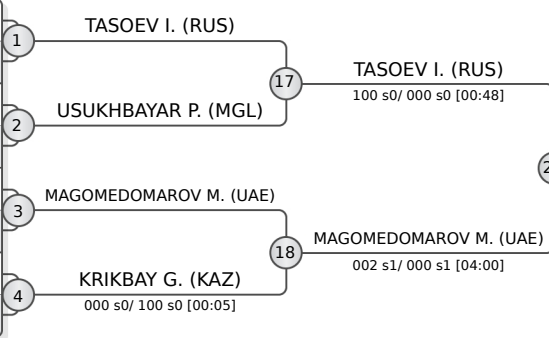 TASOEV I. (RUS)
1
17
TASOEV I. (RUS)
100 s0/ 000 s0 [00:48]
USUKHBAYAR P. (MGL)
2
MAGOMEDOMAROV M. (UAE)
3
18
MAGOMEDOMAROV M. (UAE)
002 s1/ 000 s1 [04:00]
KRIKBAY G. (KAZ)
4
000 s0/ 100 s0 [00:05]